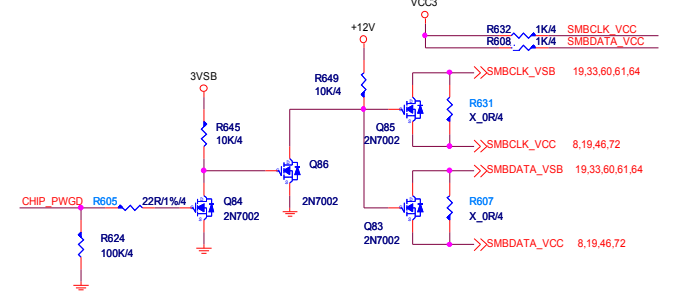 VCC3
+12V
R632 1K/4 SMBCLK_VCC
R608 1K/4 SMBDATA_VCC
3VSB
R649
10K/4
SMBCLK_VSB 19,33,60,61,64
R645
10K/4
Q85
2N7002
R631
X_0R/4
SMBCLK_VCC 8,19,46,72
Q86
2N7002
SMBDATA_VSB 19,33,60,61,64
CHIP_PWGD R605 22R/1%/4
Q84
2N7002
R607
X_0R/4
Q83
2N7002
R624
100K/4
SMBDATA_VCC 8,19,46,72